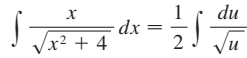 ∫ x/√(x² + 4) dx = 1/2 ∫ du/√u